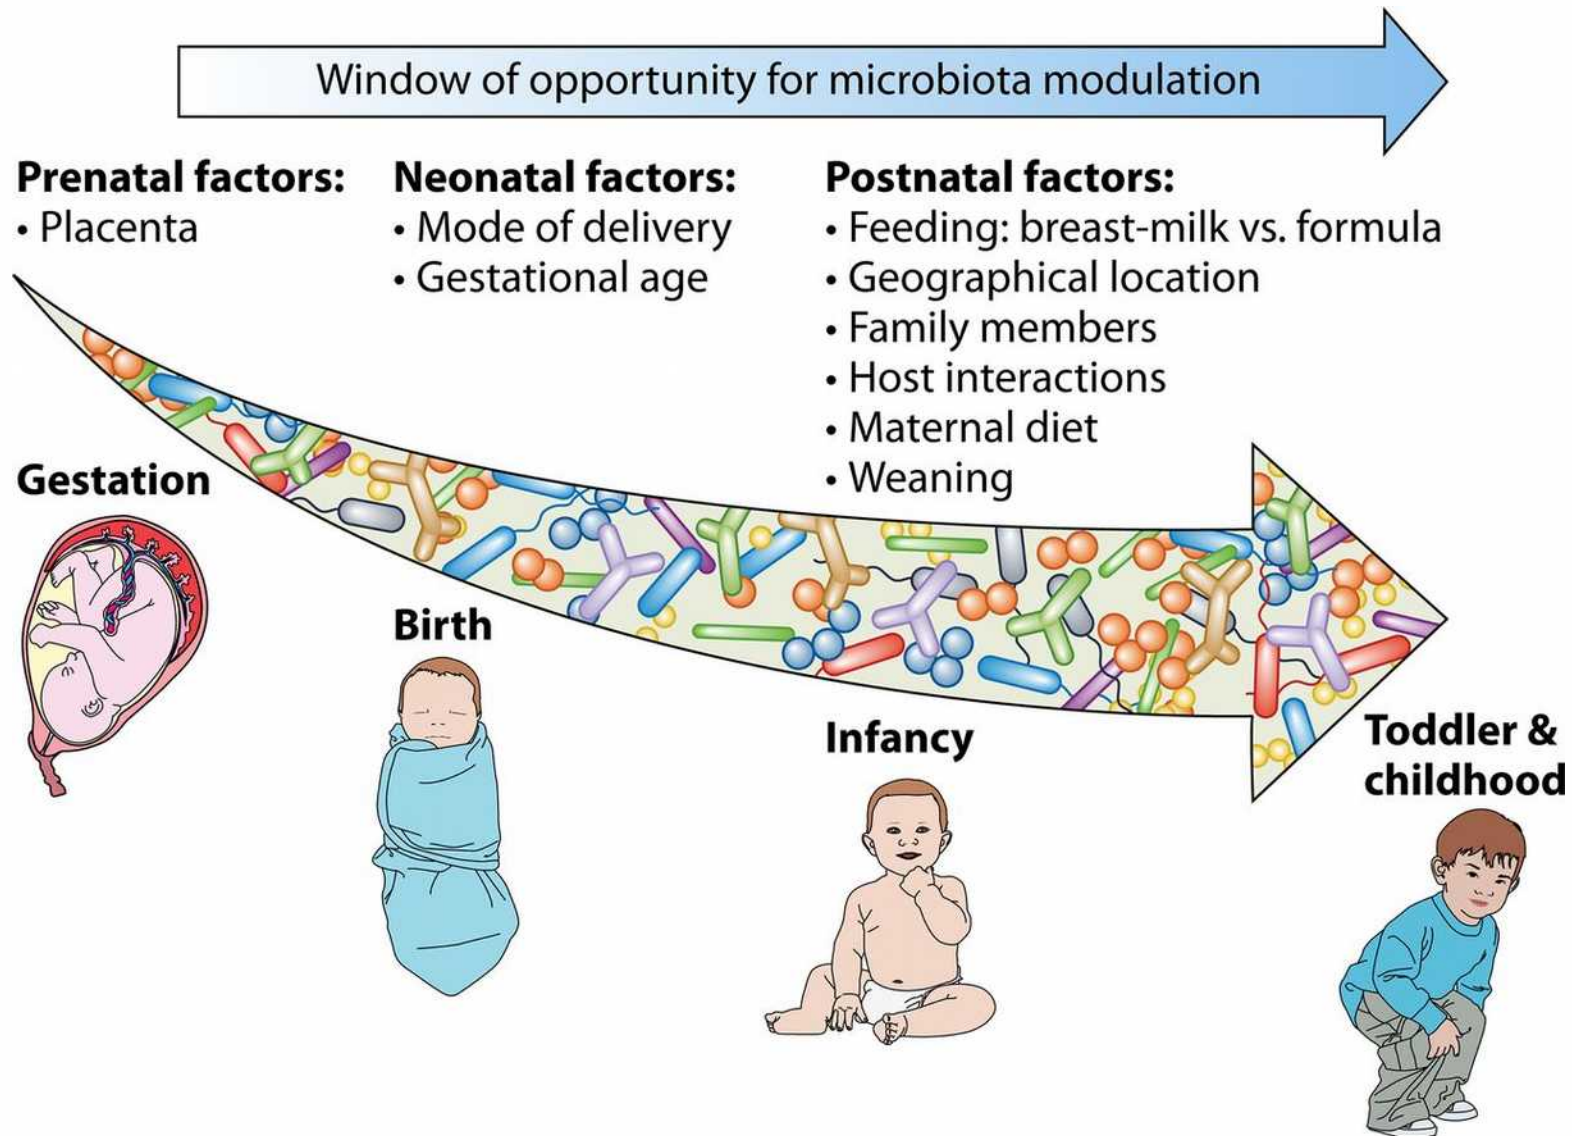 Window of opportunity for microbiota modulation
Prenatal factors:
• Placenta
Neonatal factors:
• Mode of delivery
• Gestational age
Postnatal factors:
• Feeding: breast-milk vs. formula
• Geographical location
• Family members
• Host interactions
• Maternal diet
• Weaning
Gestation
Birth
Infancy
Toddler &
childhood